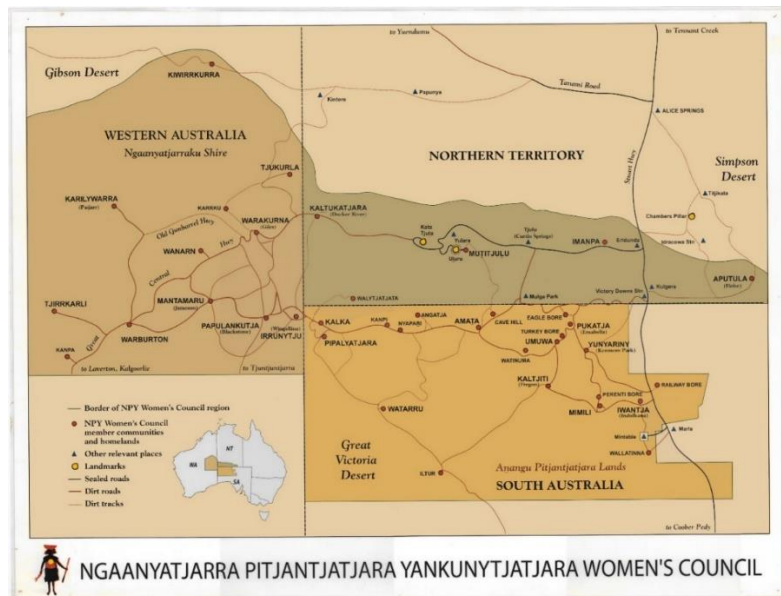 to Yuendumu
to Tennant Creek
Gibson Desert
KIWIRRKURRA
Tanami Road
Kintore
Papunya
ALICE SPRINGS
WESTERN AUSTRALIA
Ngaanyatjarraku Shire
NORTHERN TERRITORY
Stuart Hwy
Simpson
Desert
TJUKURLA
KARILYWARRA
(Patjarr)
KARRKU
Old Gunbarrel Hwy
WARAKURNA
(Giles)
KALTUKATJARA
(Docker River)
Titjikala
Chambers Pillar
Kata
Tjuta
Yulara
Uluru
MUTITJULU
(Curtin Springs)
IMANPA
Erldunda
WANARN
Great
Central
Hwy
APUTULA
(Finke)
TJIRRKARLI
MANTAMARU
(Jameson)
WALYTJATJATA
Mulga Park
Victory Downs Stn
Kulgera
PAPULANKUTJA
(Blackstone)
(Wingellina)
IRRUNYTJU
KALKA
PIPALYATJARA
KANPI
NYAPARI
ANGATJA
AMATA
CAVE HILL
EAGLE BORE
TURKEY BORE
PUKATJA
(Ernabella)
UMUWA
YUNYARINY
(Kenmore Park)
WARBURTON
KANPA
to Laverton, Kalgoorlie
to Tjuntjuntjarra
WATINUMA
KALTJITI
(Fregon)
RAILWAY BORE
PERENTI BORE
MIMILI
IWANTJA
(Indulkana)
WATARRU
Mintabie
Marla
WALLATINNA
Great
Victoria
Desert
ILTUR
Anangu Pitjantjatjara Lands
SOUTH AUSTRALIA
to Coober Pedy
Border of NPY Women's Council region
NPY Women's Council
member communities
and homelands
Other relevant places
Landmarks
Sealed roads
Dirt roads
Dirt tracks
WA
NT
SA
NGAANYATJARRA PITJANTJATJARA YANKUNYTJATJARA WOMEN'S COUNCIL